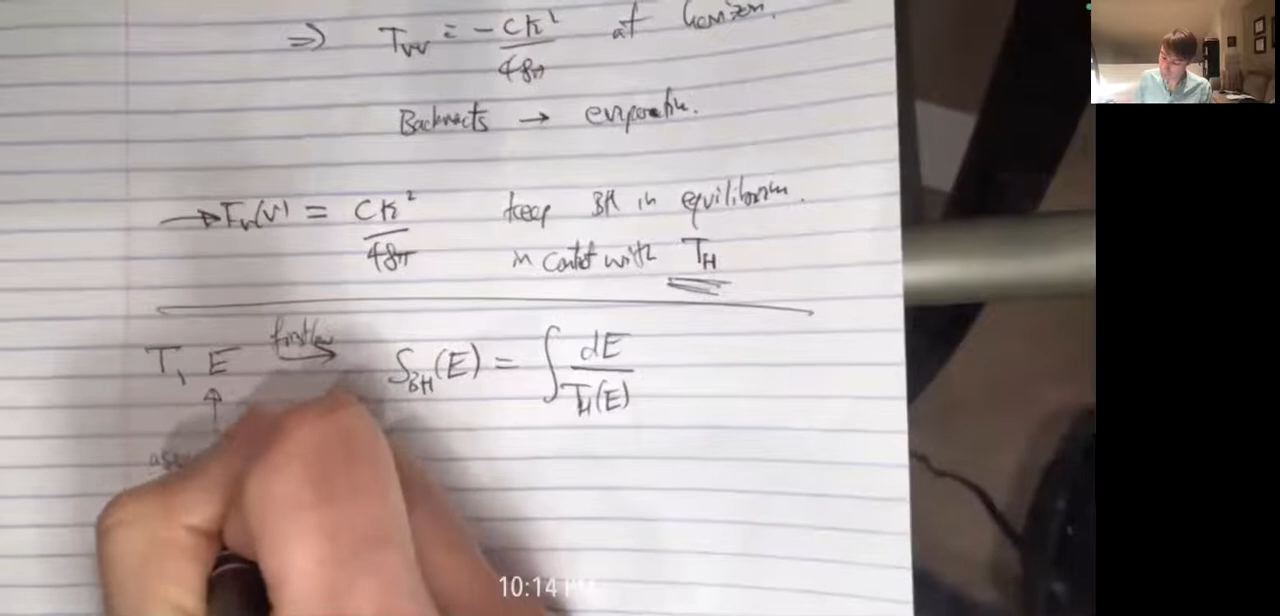 ⇒ T_vv = -cκ²/48π at horizon.
Backreacts → evaporation.
→ F_v(v) = cκ²/48π keep BH in equilibrium
in contact with T_H
T, E first law → S_BH(E) = ∫ dE/T_H(E)
↑
10:14